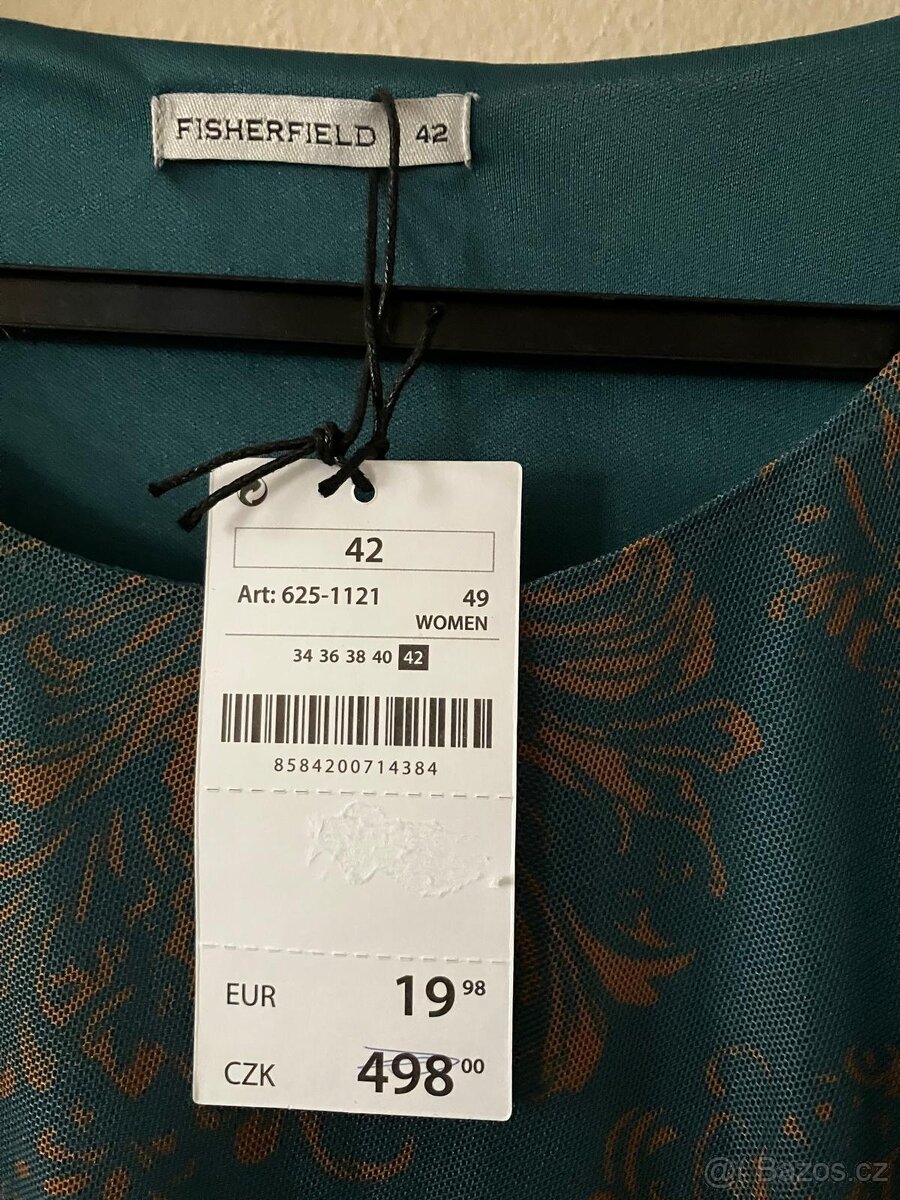 FISHERFIELD 42
42
Art: 625-1121 49
WOMEN
34 36 38 40 42
8584200714384
EUR 19 98
CZK 498 00
Bazos.cz